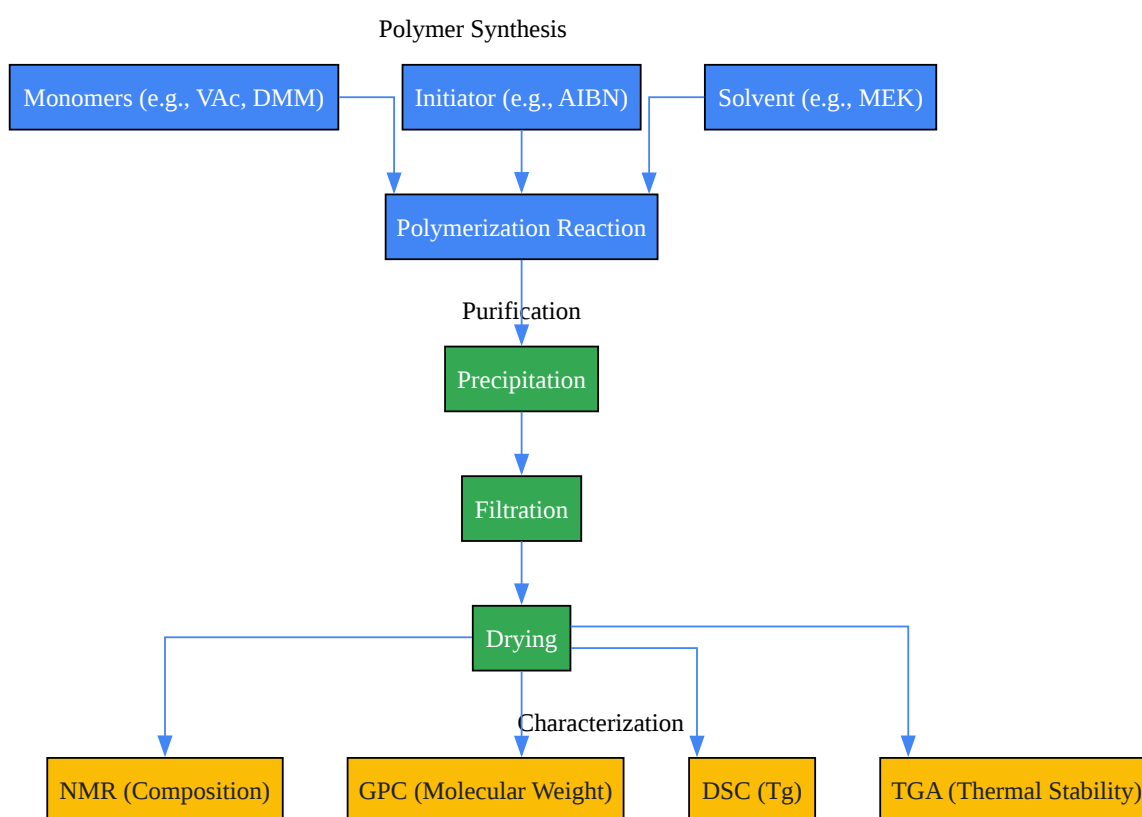 Polymer Synthesis
Monomers (e.g., VAc, DMM)
Initiator (e.g., AIBN)
Solvent (e.g., MEK)
Polymerization Reaction
Purification
Precipitation
Filtration
Drying
Characterization
NMR (Composition)
GPC (Molecular Weight)
DSC (Tg)
TGA (Thermal Stability)